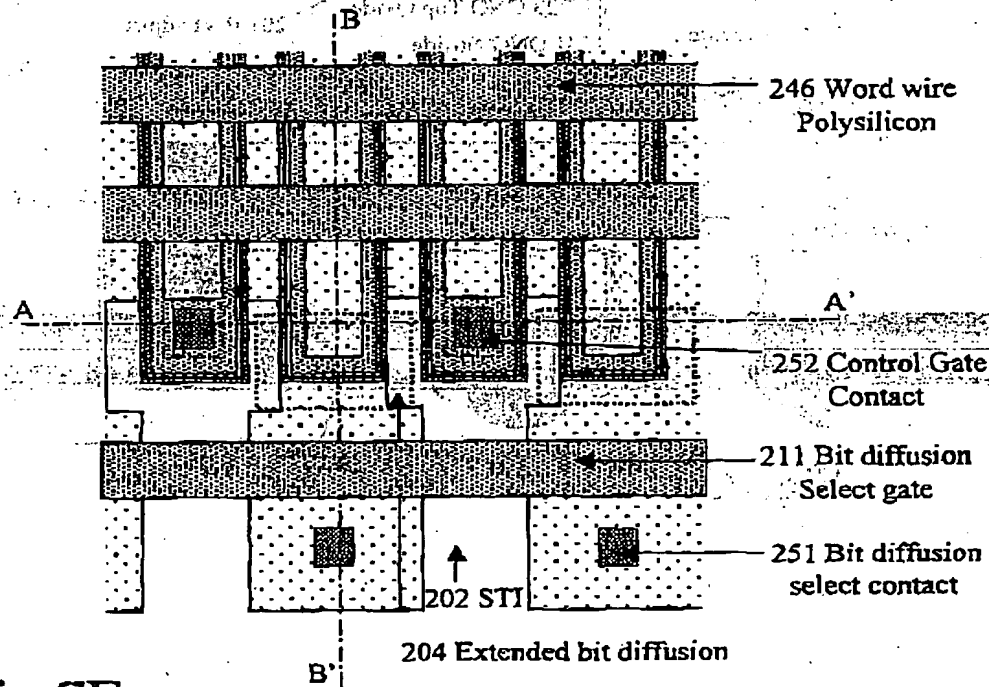 B
246 Word wire
Polysilicon
A
A'
252 Control Gate
Contact
211 Bit diffusion
Select gate
251 Bit diffusion
select contact
202 STI
204 Extended bit diffusion
B'